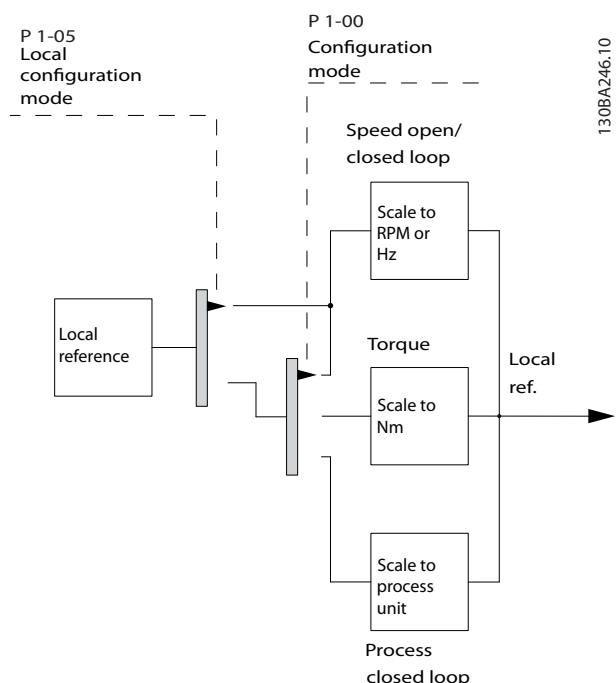 P 1-05
Local
configuration
mode
P 1-00
Configuration
mode
130BA246.10
Speed open/
closed loop
Scale to
RPM or
Hz
Local
reference
Torque
Scale to
Nm
Local
ref.
Scale to
process
unit
Process
closed loop